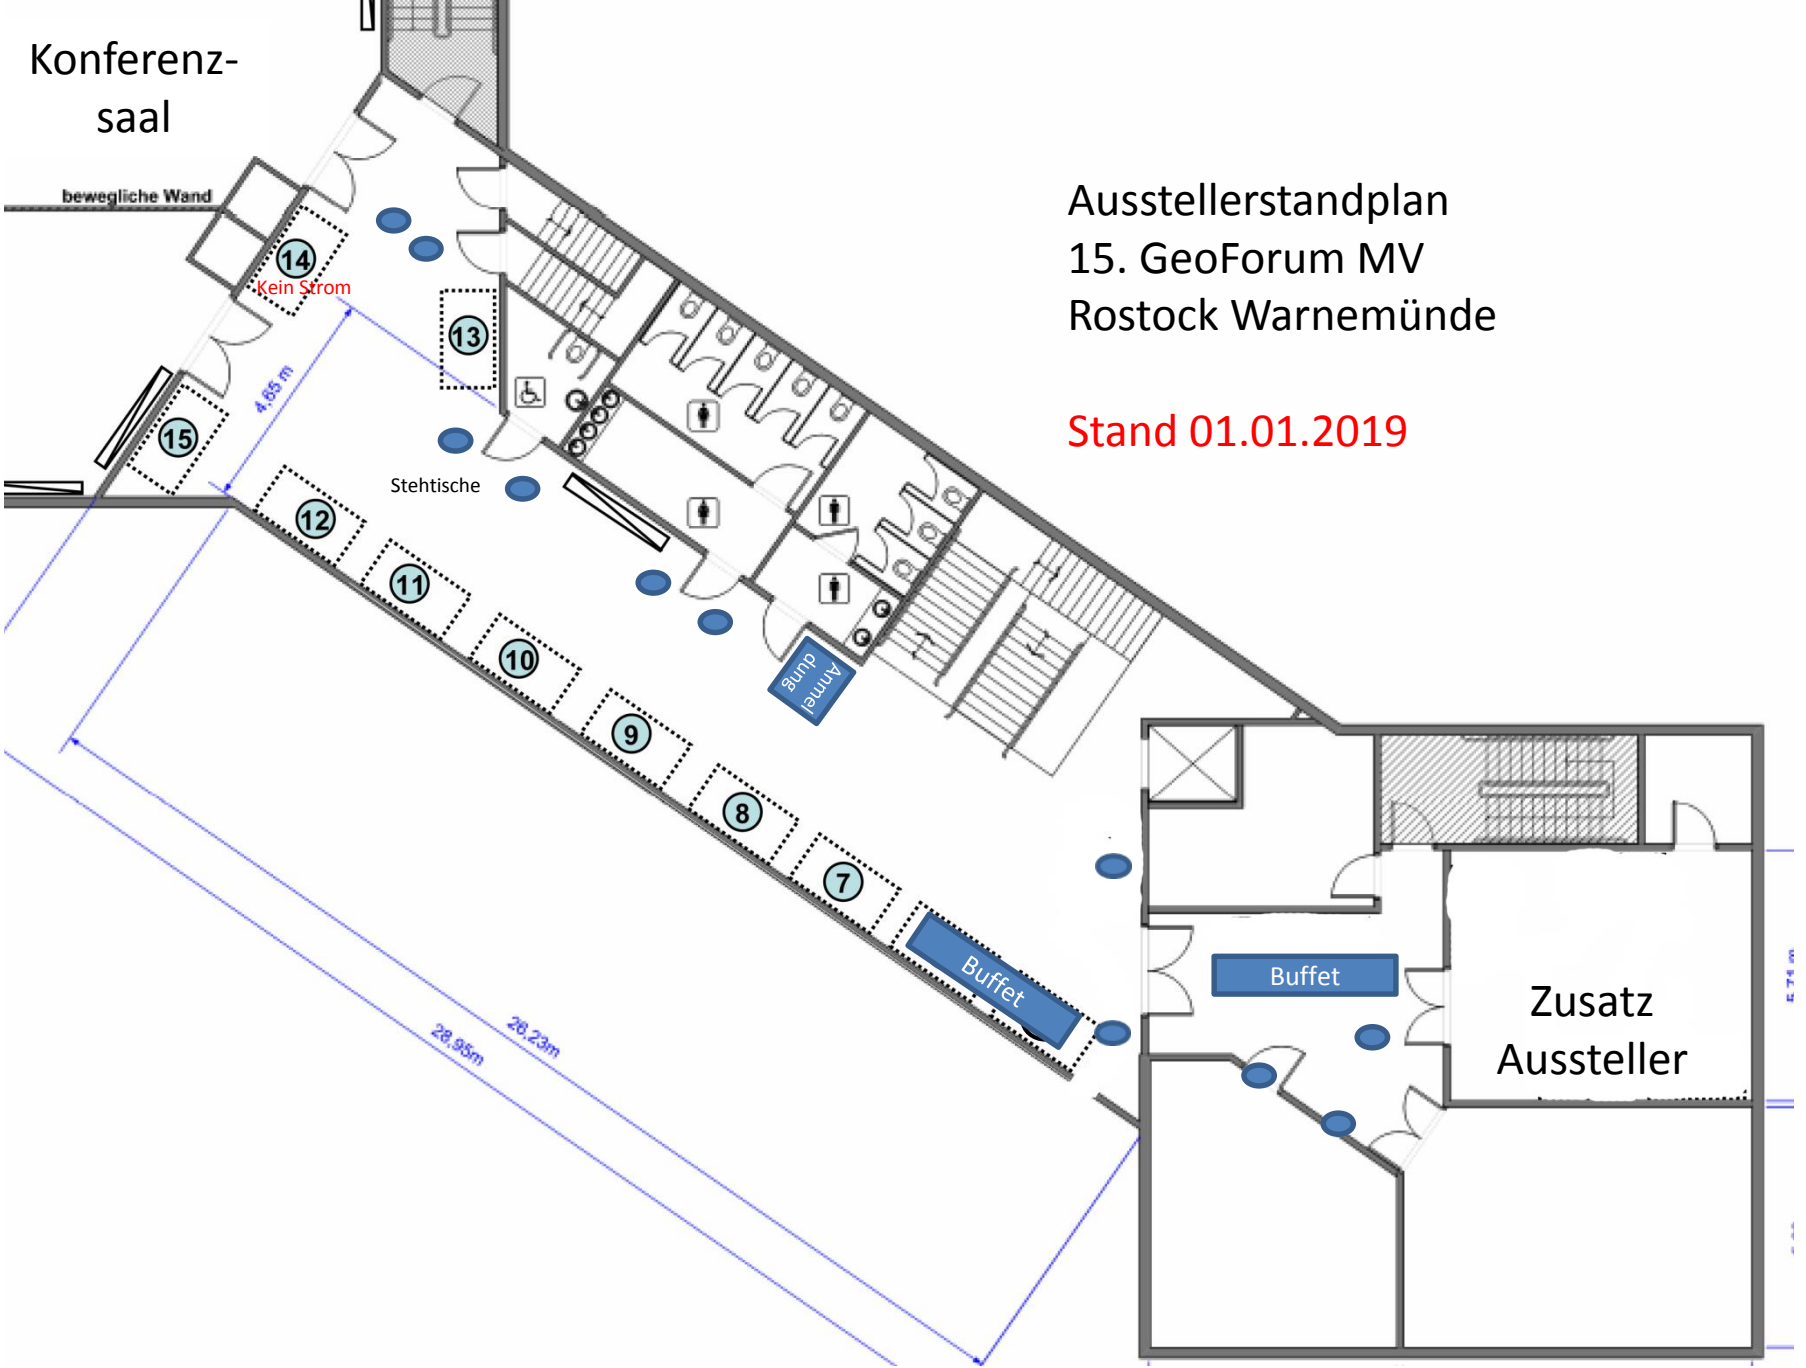 Konferenz-
saal
bewegliche Wand
Ausstellerstandplan
15. GeoForum MV
Rostock Warnemünde
Stand 01.01.2019
14
Kein Strom
13
4,65 m
15
Stehtische
12
11
10
9
8
7
Anmel
dung
Buffet
Buffet
Zusatz
Aussteller
5,71 m
26,23m
28,95m